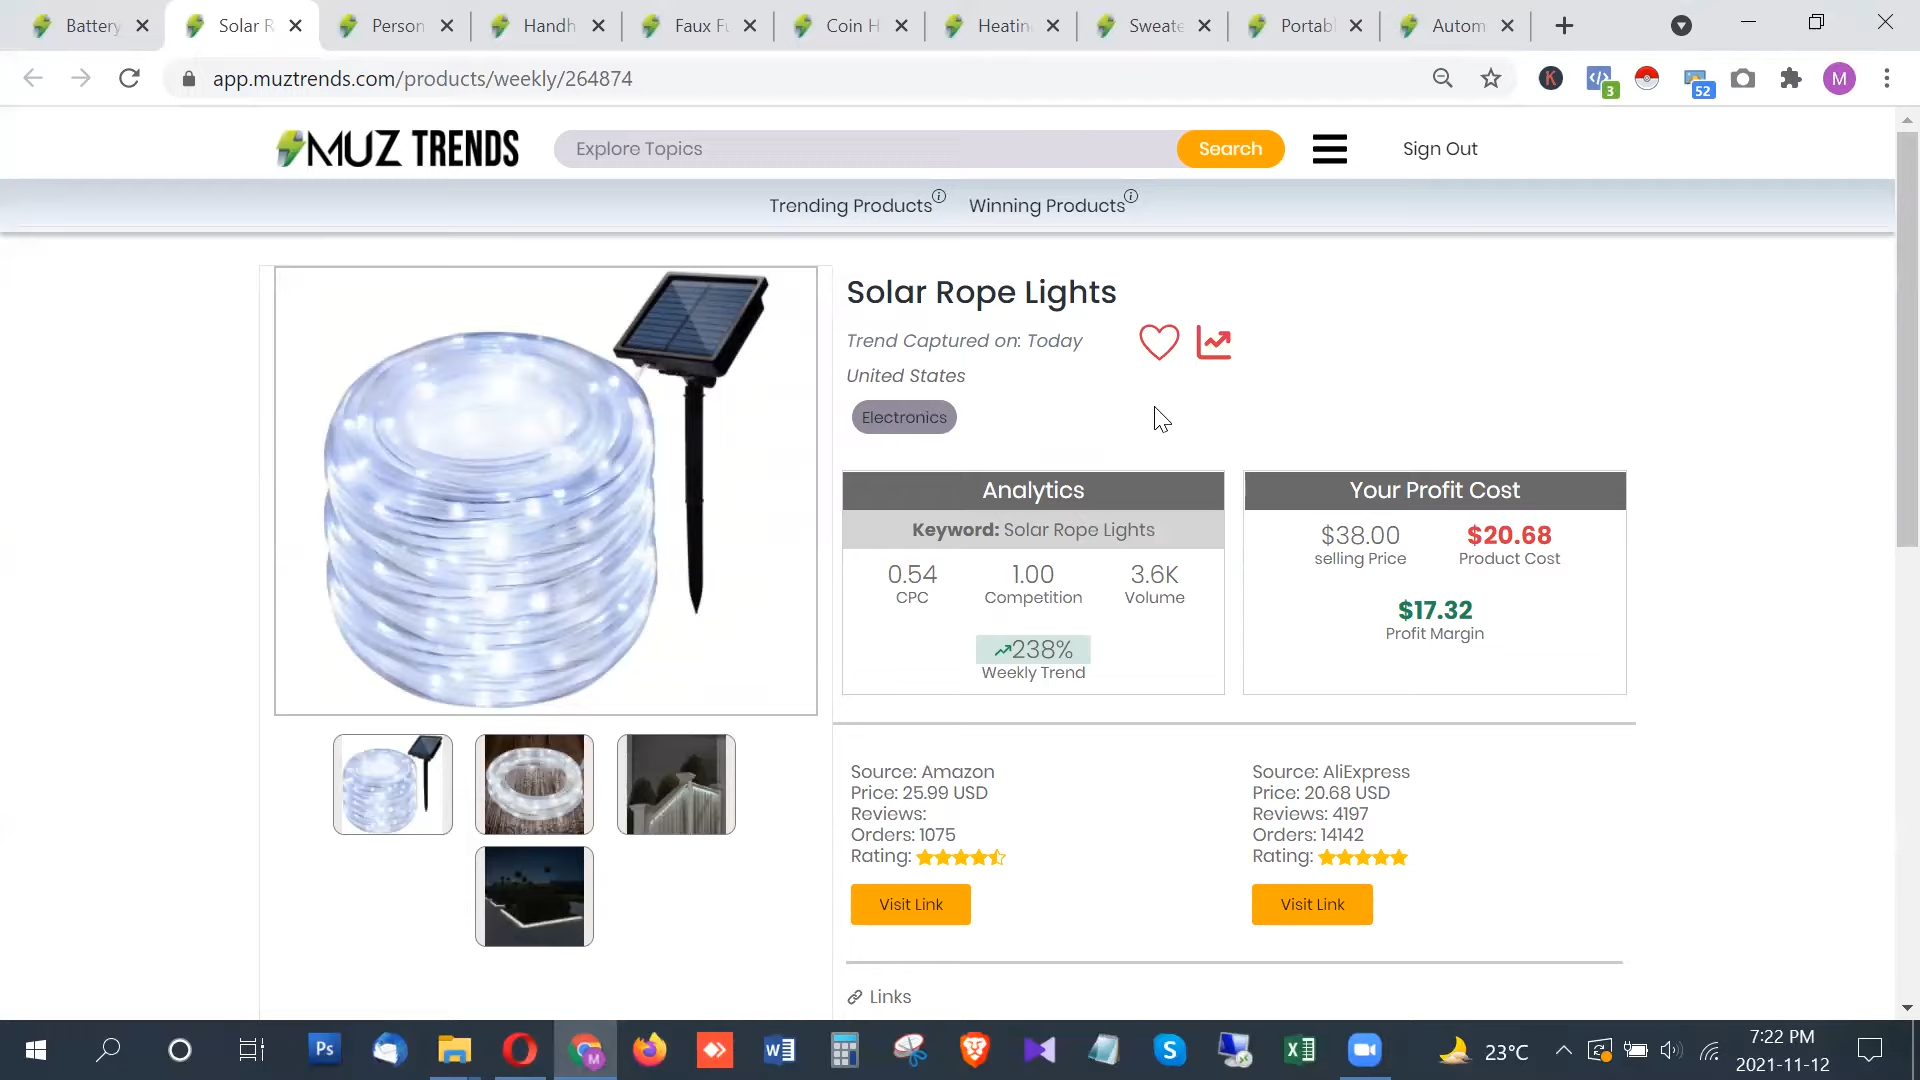 Battery
Solar R
Person
Handh
Faux Fu
Coin H
Heatin
Sweate
Portab
Autom
app.muztrends.com/products/weekly/264874
K
3
52
M
MUZ TRENDS
Explore Topics
Search
Sign Out
Trending Products
Winning Products
Solar Rope Lights
Trend Captured on: Today
United States
Electronics
Analytics
Keyword: Solar Rope Lights
0.54
CPC
1.00
Competition
3.6K
Volume
238%
Weekly Trend
Your Profit Cost
$38.00
selling Price
$20.68
Product Cost
$17.32
Profit Margin
Source: Amazon
Price: 25.99 USD
Reviews:
Orders: 1075
Rating:
Visit Link
Source: AliExpress
Price: 20.68 USD
Reviews: 4197
Orders: 14142
Rating:
Visit Link
Links
Ps
M
W
S
X
23°C
7:22 PM
2021-11-12